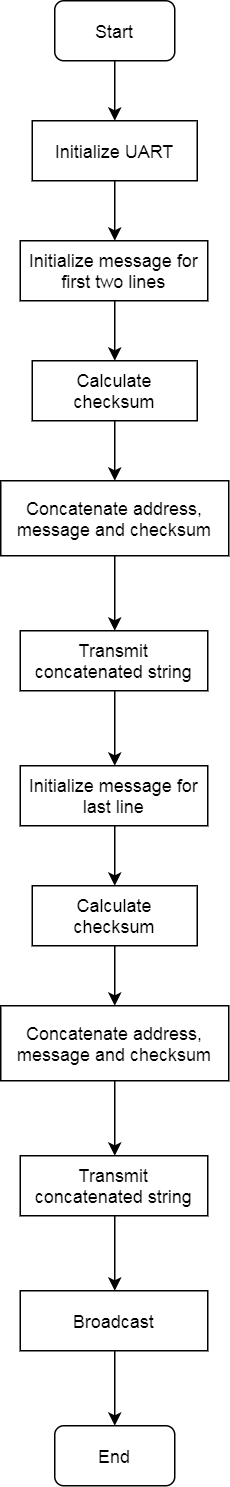 Start
Initialize UART
Initialize message for
first two lines
Calculate
checksum
Concatenate address,
message and checksum
Transmit
concatenated string
Initialize message for
last line
Calculate
checksum
Concatenate address,
message and checksum
Transmit
concatenated string
Broadcast
End